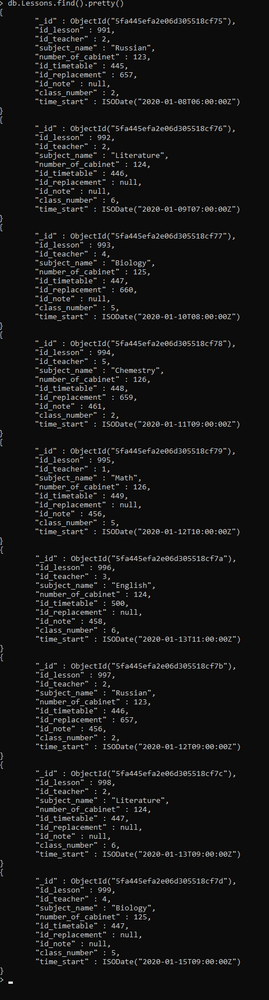 > db.Lessons.find().pretty()
{
"_id" : ObjectId("5fa445efa2e06d305518cf75"),
"id_lesson" : 991,
"id_teacher" : 2,
"subject_name" : "Russian",
"number_of_cabinet" : 123,
"id_timetable" : 445,
"id_replacement" : 657,
"id_note" : null,
"class_number" : 2,
"time_start" : ISODate("2020-01-08T06:00:00Z")
}
{
"_id" : ObjectId("5fa445efa2e06d305518cf76"),
"id_lesson" : 992,
"id_teacher" : 2,
"subject_name" : "Literature",
"number_of_cabinet" : 124,
"id_timetable" : 446,
"id_replacement" : null,
"id_note" : null,
"class_number" : 6,
"time_start" : ISODate("2020-01-09T07:00:00Z")
}
{
"_id" : ObjectId("5fa445efa2e06d305518cf77"),
"id_lesson" : 993,
"id_teacher" : 4,
"subject_name" : "Biology",
"number_of_cabinet" : 125,
"id_timetable" : 447,
"id_replacement" : 660,
"id_note" : null,
"class_number" : 5,
"time_start" : ISODate("2020-01-10T08:00:00Z")
}
{
"_id" : ObjectId("5fa445efa2e06d305518cf78"),
"id_lesson" : 994,
"id_teacher" : 5,
"subject_name" : "Chemestry",
"number_of_cabinet" : 126,
"id_timetable" : 448,
"id_replacement" : 659,
"id_note" : 461,
"class_number" : 2,
"time_start" : ISODate("2020-01-11T09:00:00Z")
}
{
"_id" : ObjectId("5fa445efa2e06d305518cf79"),
"id_lesson" : 995,
"id_teacher" : 1,
"subject_name" : "Math",
"number_of_cabinet" : 126,
"id_timetable" : 449,
"id_replacement" : null,
"id_note" : 456,
"class_number" : 5,
"time_start" : ISODate("2020-01-12T10:00:00Z")
}
{
"_id" : ObjectId("5fa445efa2e06d305518cf7a"),
"id_lesson" : 996,
"id_teacher" : 3,
"subject_name" : "English",
"number_of_cabinet" : 124,
"id_timetable" : 500,
"id_replacement" : null,
"id_note" : 458,
"class_number" : 6,
"time_start" : ISODate("2020-01-13T11:00:00Z")
}
{
"_id" : ObjectId("5fa445efa2e06d305518cf7b"),
"id_lesson" : 997,
"id_teacher" : 2,
"subject_name" : "Russian",
"number_of_cabinet" : 123,
"id_timetable" : 446,
"id_replacement" : 657,
"id_note" : 456,
"class_number" : 2,
"time_start" : ISODate("2020-01-12T09:00:00Z")
}
{
"_id" : ObjectId("5fa445efa2e06d305518cf7c"),
"id_lesson" : 998,
"id_teacher" : 2,
"subject_name" : "Literature",
"number_of_cabinet" : 124,
"id_timetable" : 447,
"id_replacement" : null,
"id_note" : null,
"class_number" : 6,
"time_start" : ISODate("2020-01-13T09:00:00Z")
}
{
"_id" : ObjectId("5fa445efa2e06d305518cf7d"),
"id_lesson" : 999,
"id_teacher" : 4,
"subject_name" : "Biology",
"number_of_cabinet" : 125,
"id_timetable" : 447,
"id_replacement" : null,
"id_note" : null,
"class_number" : 5,
"time_start" : ISODate("2020-01-15T09:00:00Z")
}
>